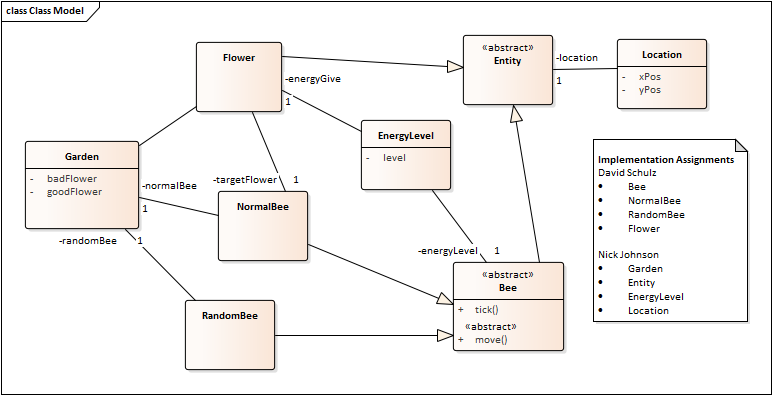 class Class Model
Flower
«abstract»
Entity
-location
1
Location
- xPos
- yPos
-energyGive
1
EnergyLevel
- level
Garden
- badFlower
- goodFlower
-normalBee
1
-targetFlower
1
NormalBee
-randomBee
1
-energyLevel
1
«abstract»
Bee
+ tick()
«abstract»
+ move()
RandomBee
Implementation Assignments
David Schulz
• Bee
• NormalBee
• RandomBee
• Flower
Nick Johnson
• Garden
• Entity
• EnergyLevel
• Location